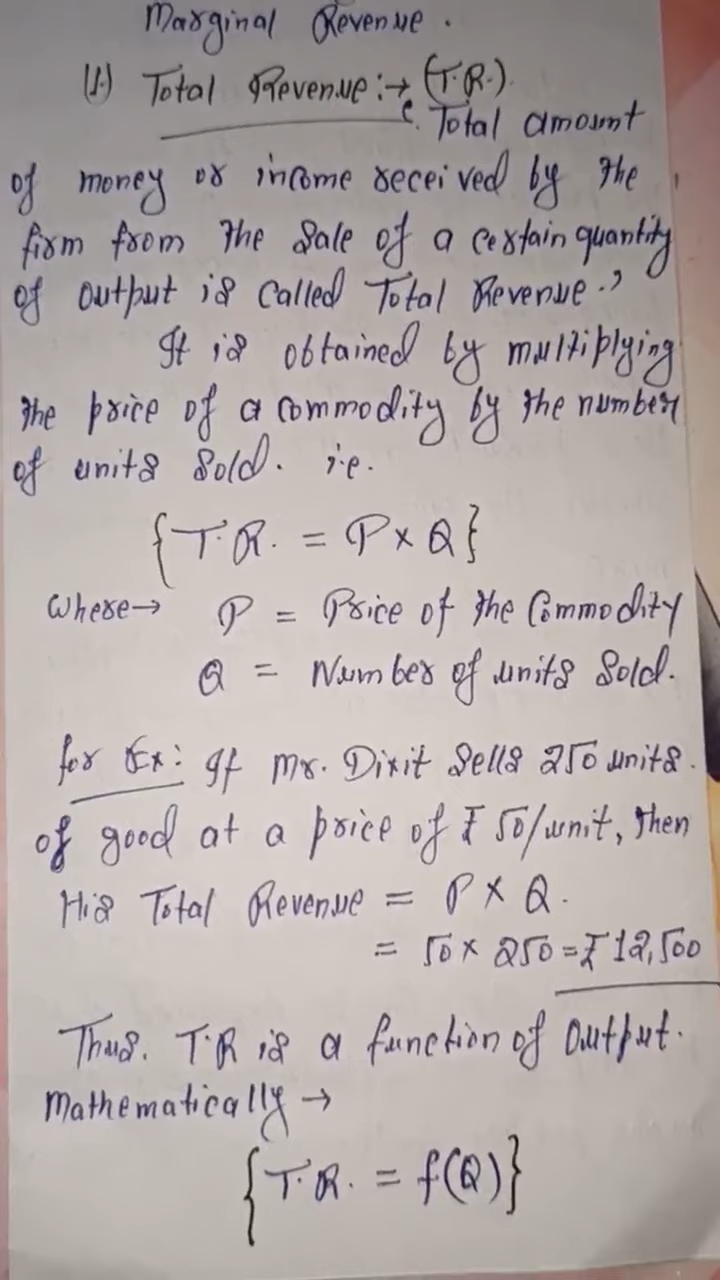 Marginal Revenue.
(1.) Total Revenue :→ (T.R.)
"Total amount
of money or income received by the
firm from the sale of a certain quantity
of output is called Total Revenue."
It is obtained by multiplying
the price of a commodity by the number
of units sold. i.e.
{T.R. = P × Q}
Where→ P = Price of the Commodity
Q = Number of units sold.
for Ex: If Mr. Dixit sells 250 units.
of good at a price of ₹ 50/unit, then
His Total Revenue = P × Q.
= 50 × 250 = ₹ 12,500
Thus. T.R is a function of output.
Mathematically →
{T.R. = f(Q)}